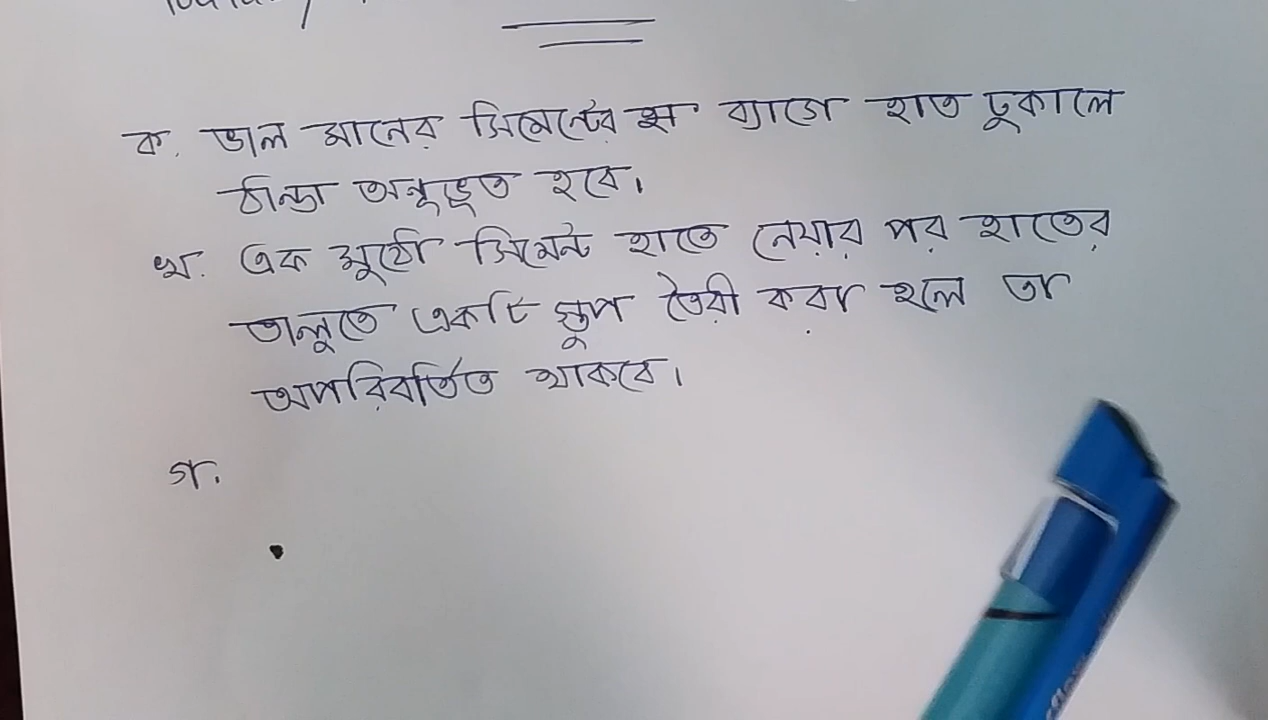 ক. ভাল মানের সিমেন্টের ব্যাগে হাত ঢুকালে
ঠান্ডা অনুভূত হবে।
খ. এক মুঠো সিমেন্ট হাতে নেয়ার পর হাতের
তালুতে একটি স্তুপ তৈরী করা হলে তা
অপরিবর্তিত থাকবে।
গ.